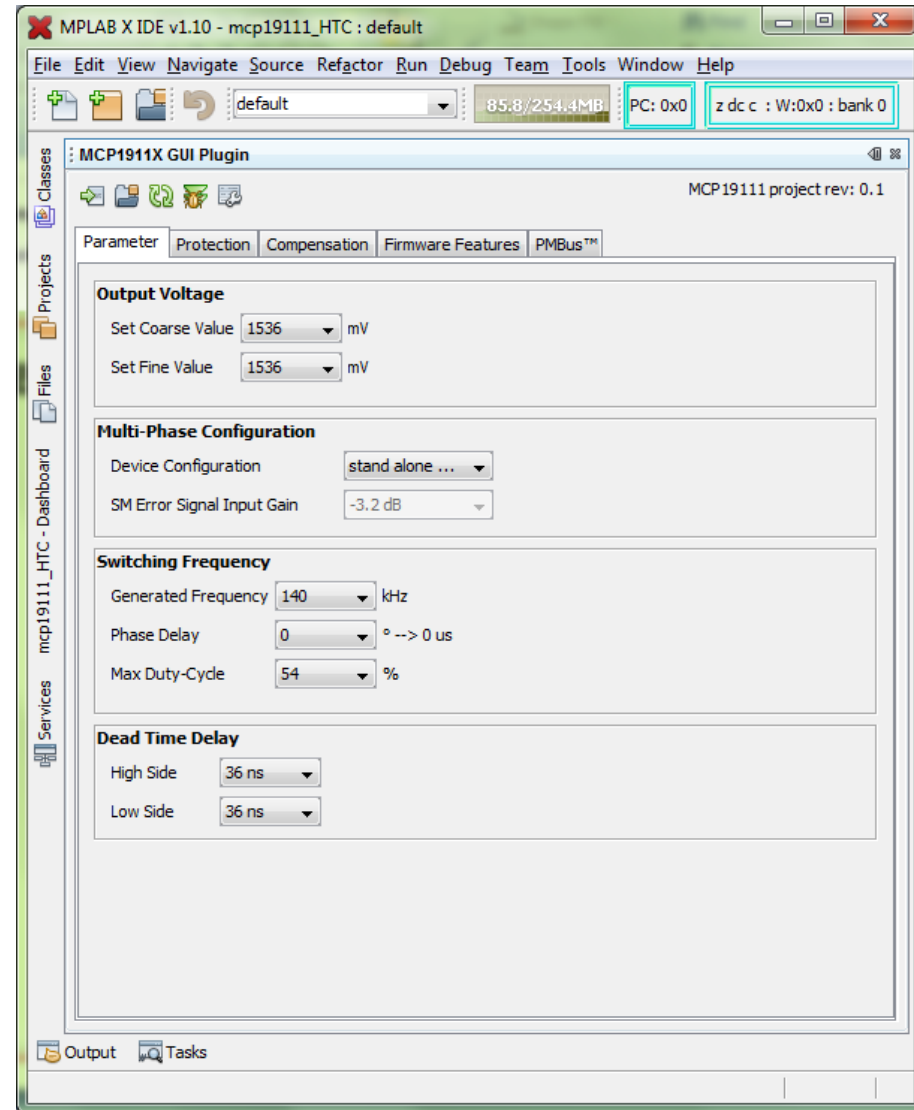 MPLAB X IDE v1.10 - mcp19111_HTC : default
File Edit View Navigate Source Refactor Run Debug Team Tools Window Help
default 85.8/254.4MB PC: 0x0 z dc c : W:0x0 : bank 0
Classes
Projects
Files
mcp19111_HTC - Dashboard
Services
MCP1911X GUI Plugin
MCP19111 project rev: 0.1
Parameter Protection Compensation Firmware Features PMBus™
Output Voltage
Set Coarse Value 1536 mV
Set Fine Value 1536 mV
Multi-Phase Configuration
Device Configuration stand alone ...
SM Error Signal Input Gain -3.2 dB
Switching Frequency
Generated Frequency 140 kHz
Phase Delay 0 ° --> 0 us
Max Duty-Cycle 54 %
Dead Time Delay
High Side 36 ns
Low Side 36 ns
Output Tasks